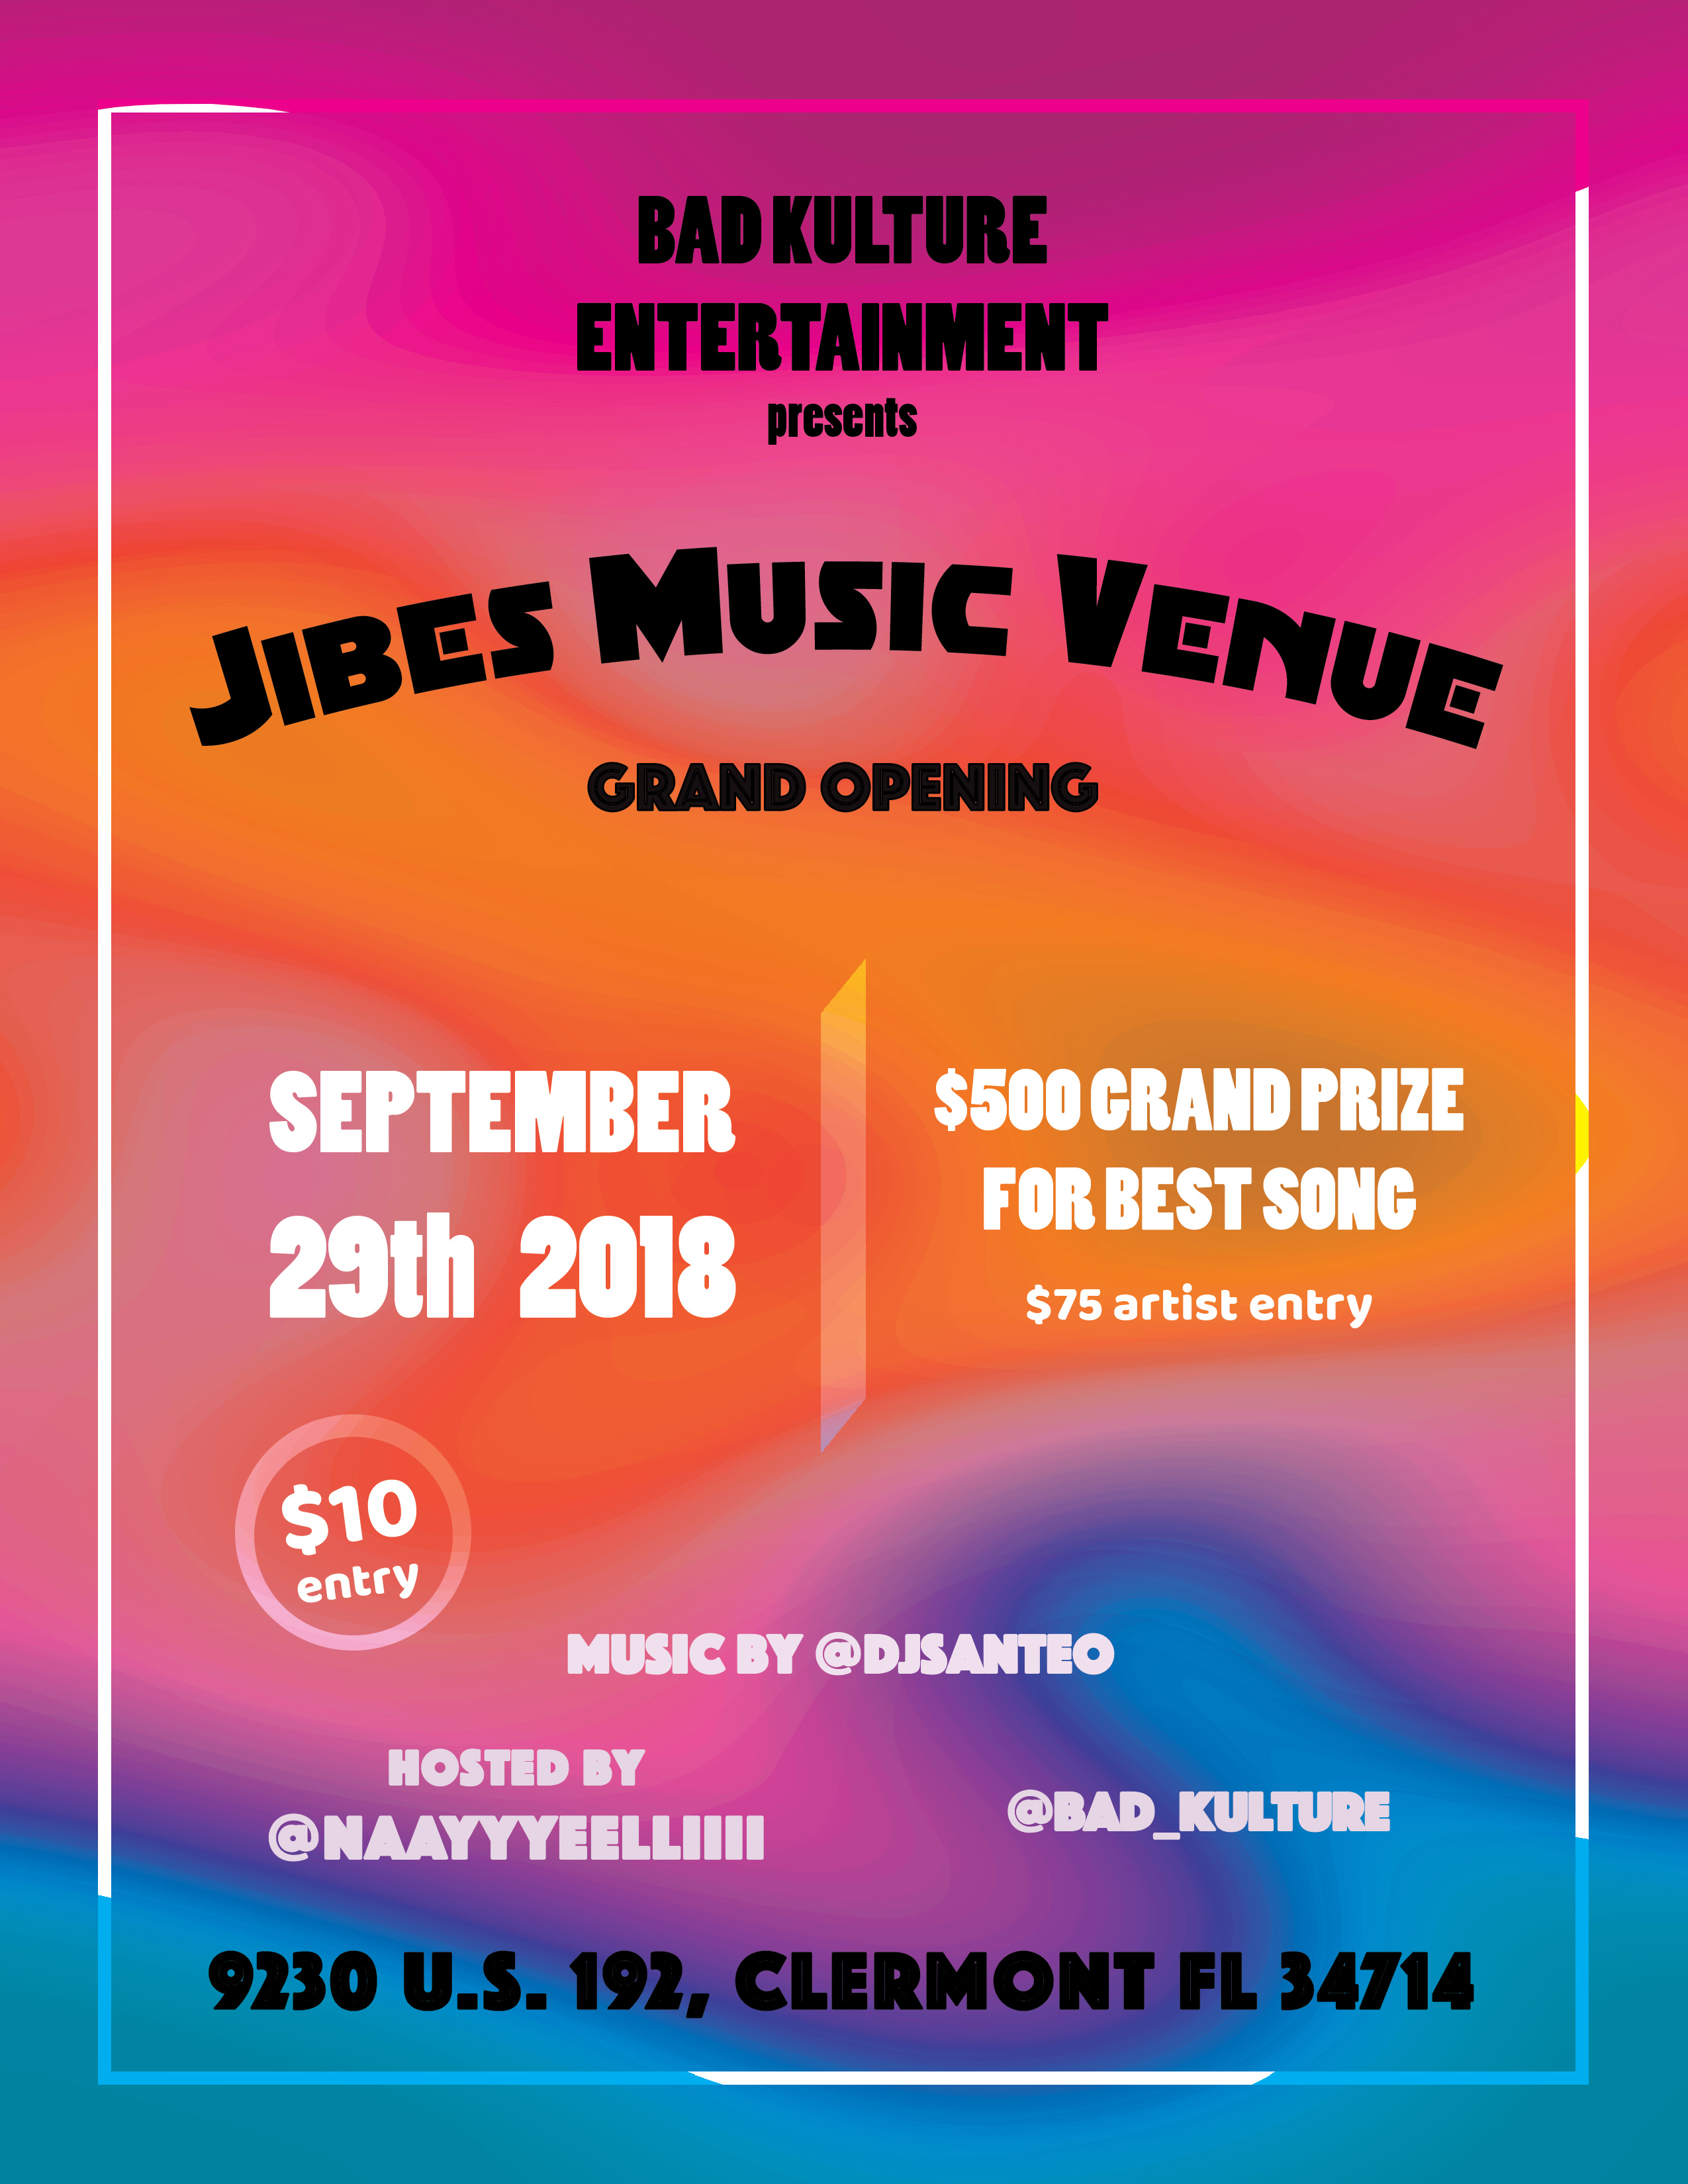 BAD KULTURE
ENTERTAINMENT
presents
JIBES MUSIC VENUE
GRAND OPENING
SEPTEMBER
29th 2018
$500 GRAND PRIZE
FOR BEST SONG
$75 artist entry
$10
entry
MUSIC BY @DJSANTEO
HOSTED BY
@NAAYYYEELLIIII
@BAD_KULTURE
9230 U.S. 192, CLERMONT FL 34714